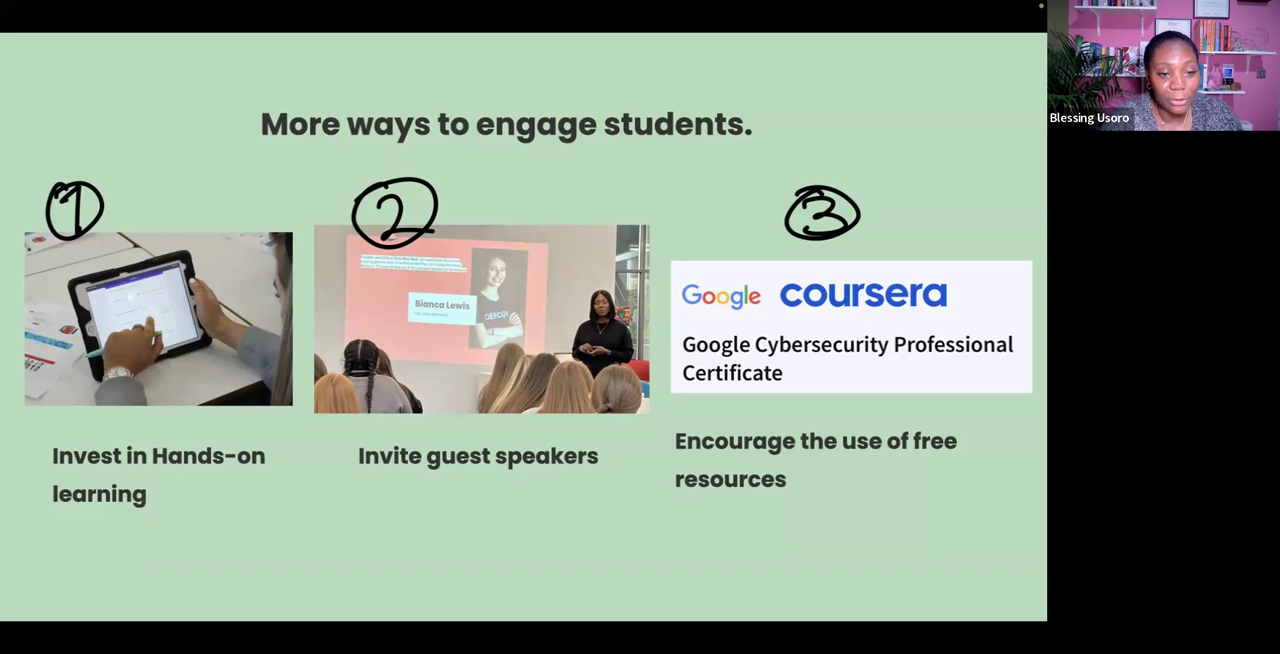 More ways to engage students.
1
2
3
Bianca Lewis
Google coursera
Google Cybersecurity Professional
Certificate
Invest in Hands-on
learning
Invite guest speakers
Encourage the use of free
resources
Blessing Usoro